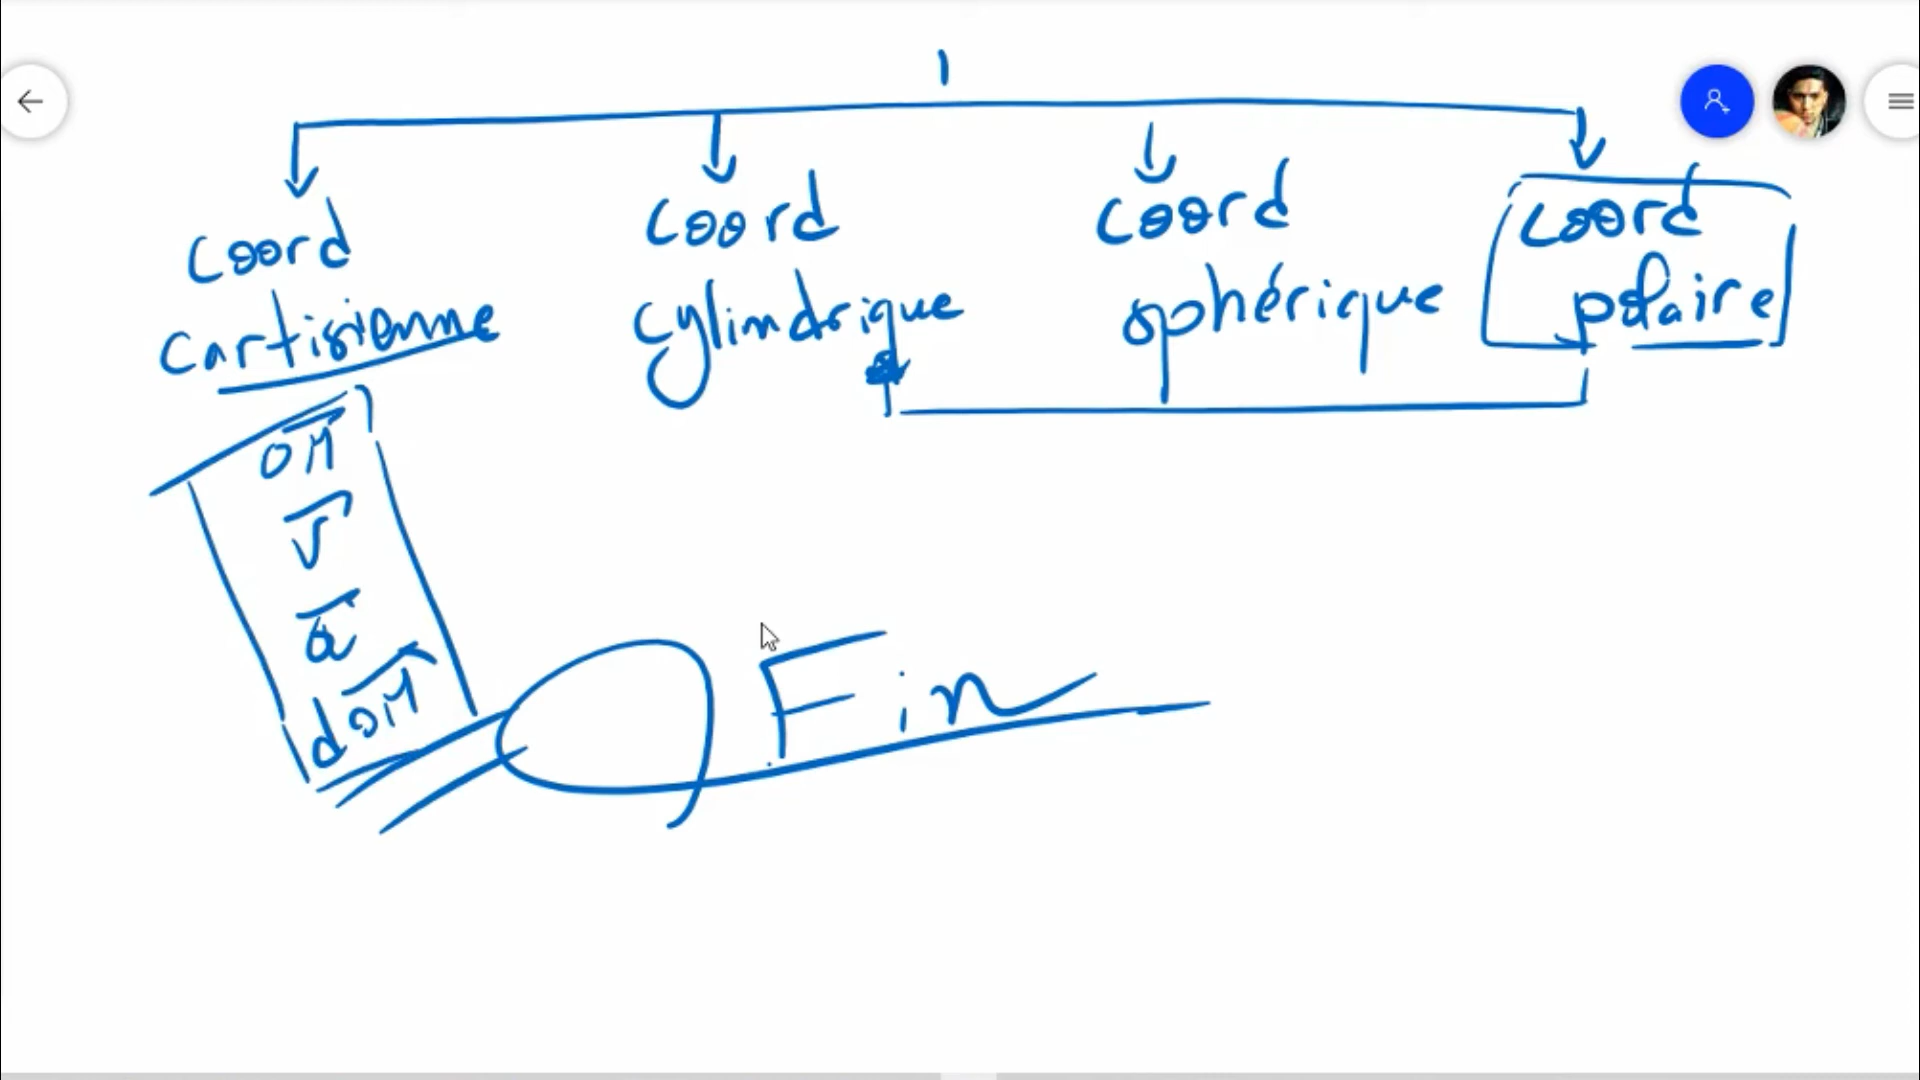 Coord
cartisienne
Coord
cylindrique
Coord
sphérique
Coord
polaire
OM
V
a
dOM
Fin